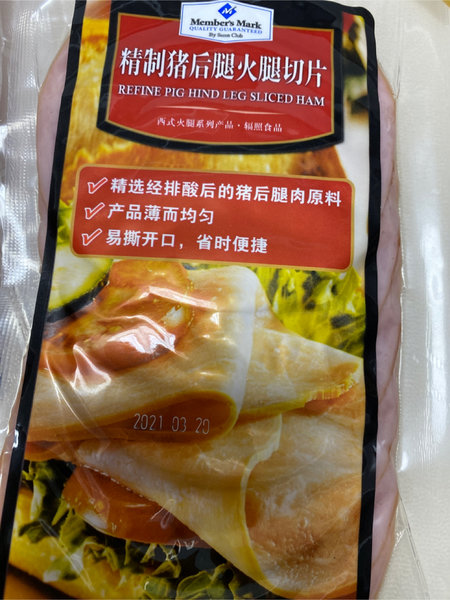 Member's Mark
QUALITY GUARANTEED
By Sam's Club
精制猪后腿火腿切片
REFINE PIG HIND LEG SLICED HAM
西式火腿系列产品·辐照食品
精选经排酸后的猪后腿肉原料
产品薄而均匀
易撕开口，省时便捷
2021 03 20